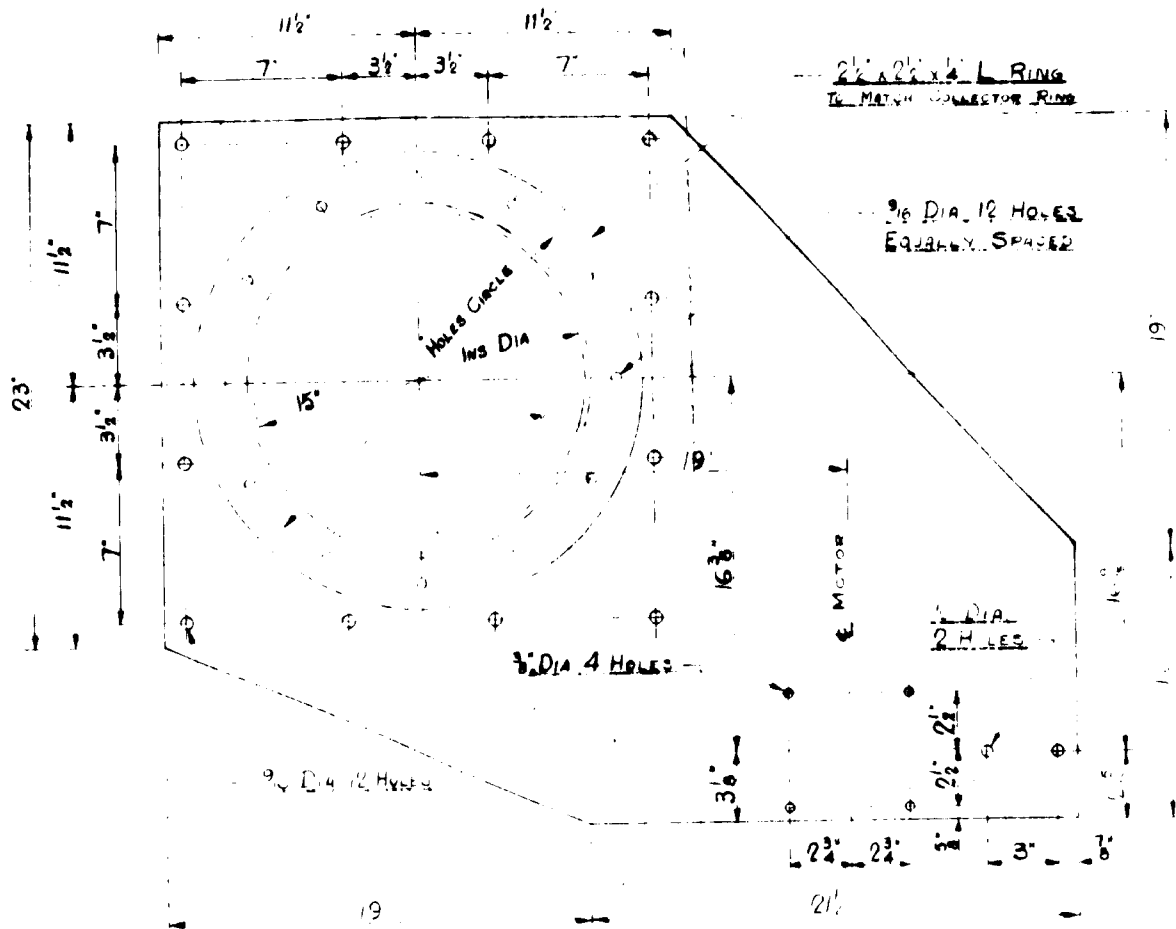 11½" 11½"
7" 3½" 3½" 7"
2½" x 2½" x ¼" L RING
TO MATCH COLLECTOR RING
9/16 DIA 12 HOLES
EQUALLY SPACED
HOLES CIRCLE
INS DIA
15"
23"
11½"
7"
3½"
3½"
11½"
7"
19"
19"
16⅜"
℄ MOTOR
DIA
2 HOLES
⅜" DIA 4 HOLES
9/16 DIA 12 HOLES
3⅛"
2½"
2½"
⅝"
2¾" 2¾" 3" ⅞"
19 21½